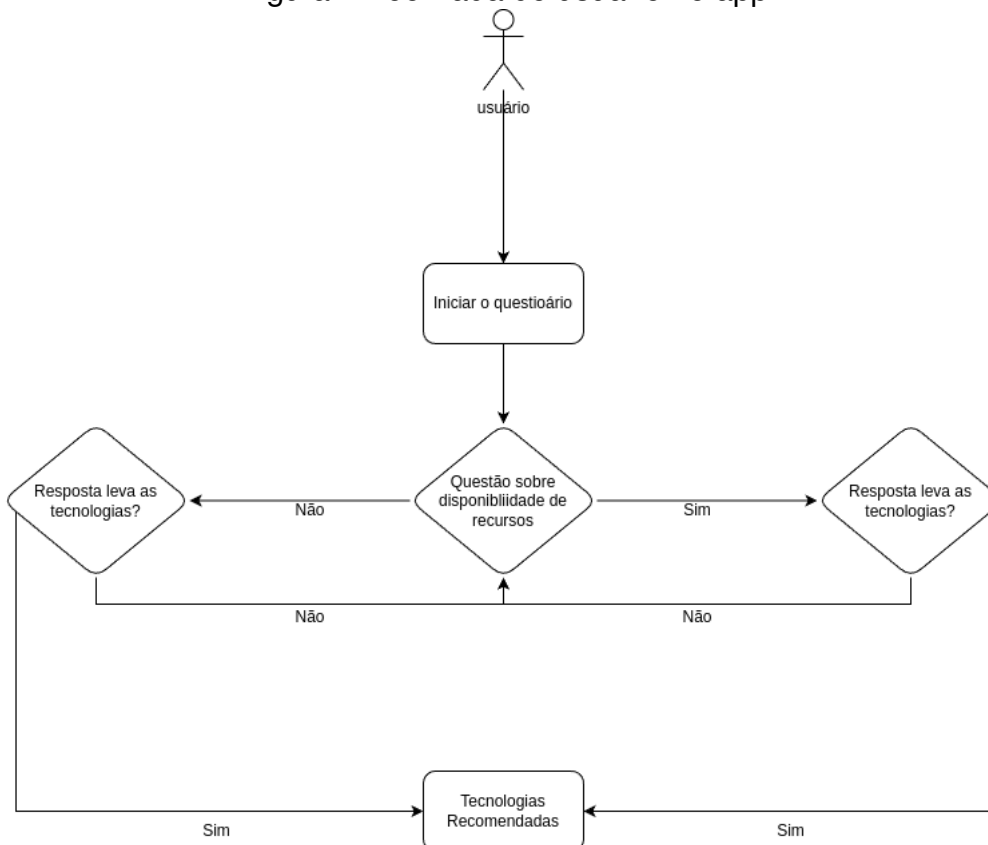 usuário
Iniciar o questioário
Questão sobre
disponibliidade de
recursos
Resposta leva as
tecnologias?
Não
Sim
Resposta leva as
tecnologias?
Não
Não
Tecnologias
Recomendadas
Sim
Sim